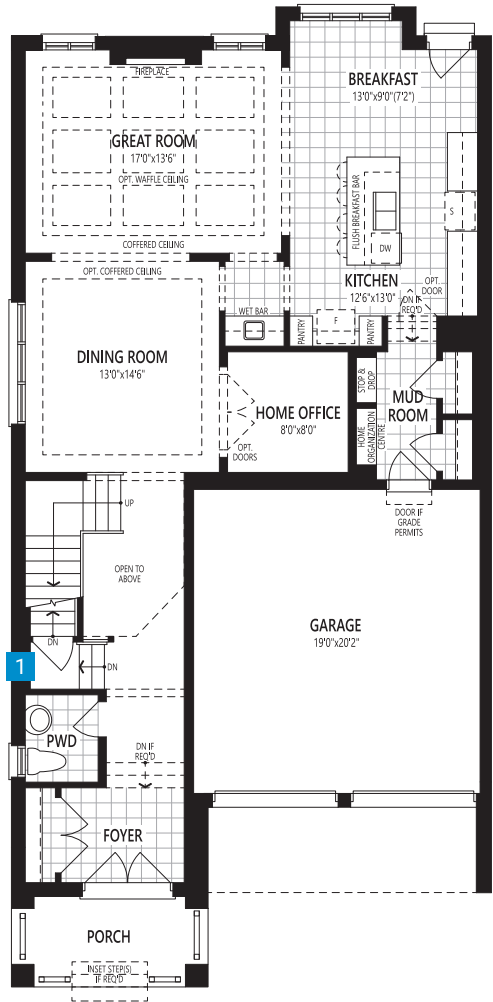 BREAKFAST
13'0"x9'0"(7'2")
FIREPLACE
GREAT ROOM
17'0"x13'6"
OPT. WAFFLE CEILING
COFFERED CEILING
FLUSH BREAKFAST BAR
DW
S
KITCHEN
12'6"x13'0"
OPT.
DOOR
DN IF
REQ'D
OPT. COFFERED CEILING
WET BAR
PANTRY
F
PANTRY
DINING ROOM
13'0"x14'6"
HOME OFFICE
8'0"x8'0"
OPT.
DOORS
STOP &
DROP
MUD
ROOM
HOME
ORGANIZATION
CENTRE
DOOR IF
GRADE
PERMITS
UP
OPEN TO
ABOVE
DN
DN
1
GARAGE
19'0"x20'2"
PWD
DN IF
REQ'D
FOYER
PORCH
INSET STEP(S)
IF REQ'D